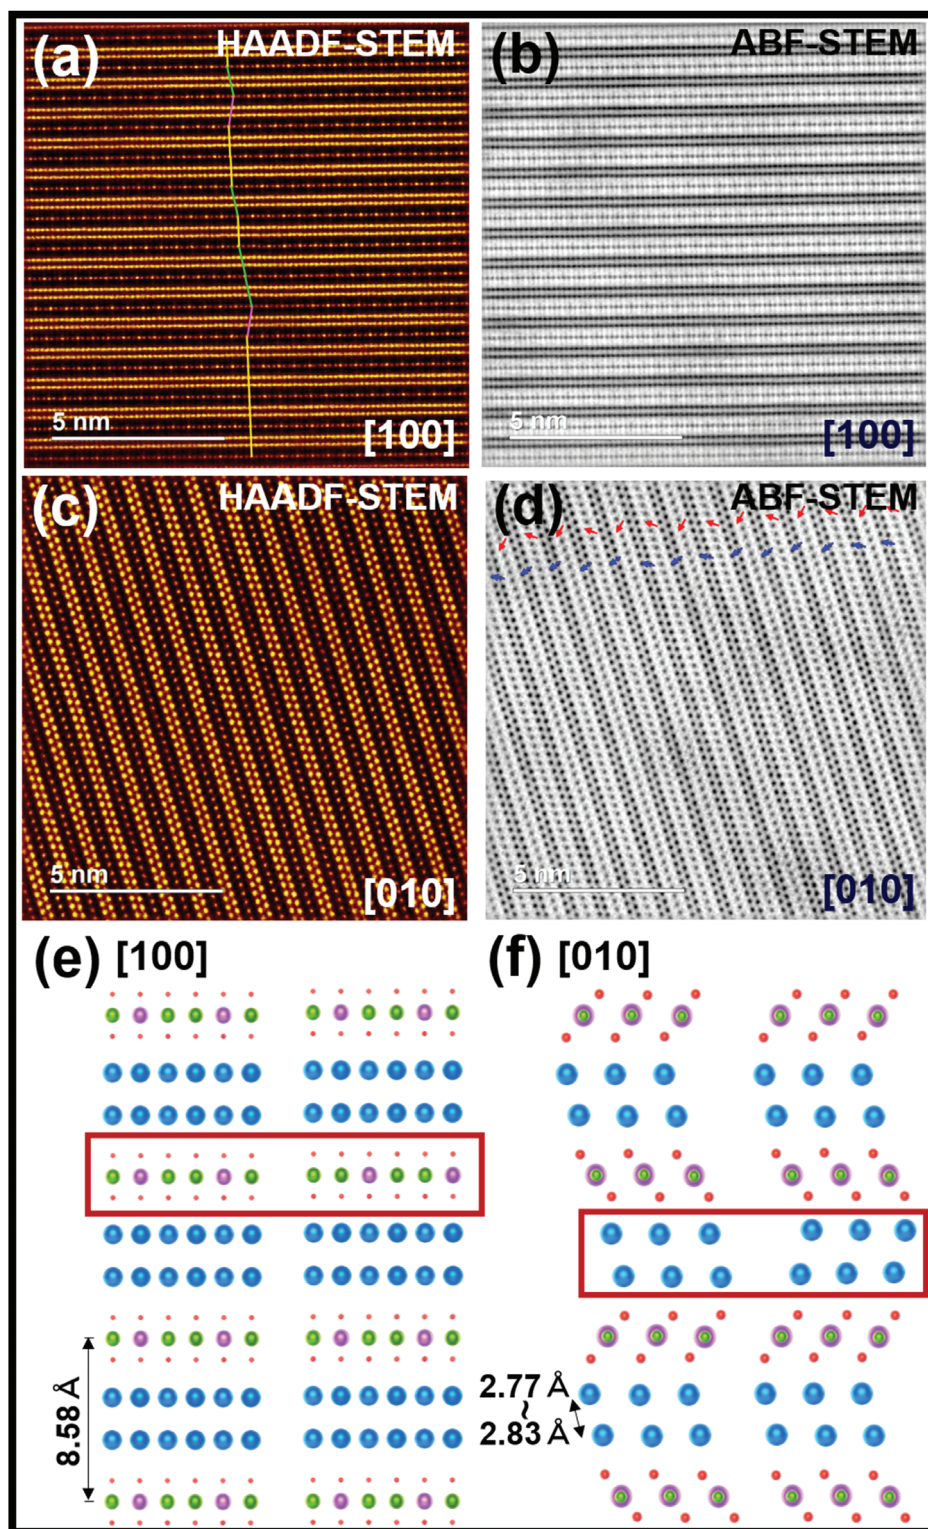 (a) HAADF-STEM
5 nm
[100]
(b) ABF-STEM
5 nm
[100]
(c) HAADF-STEM
5 nm
[010]
(d) ABF-STEM
5 nm
[010]
(e) [100]
8.58 Å
(f) [010]
2.77 Å
~
2.83 Å